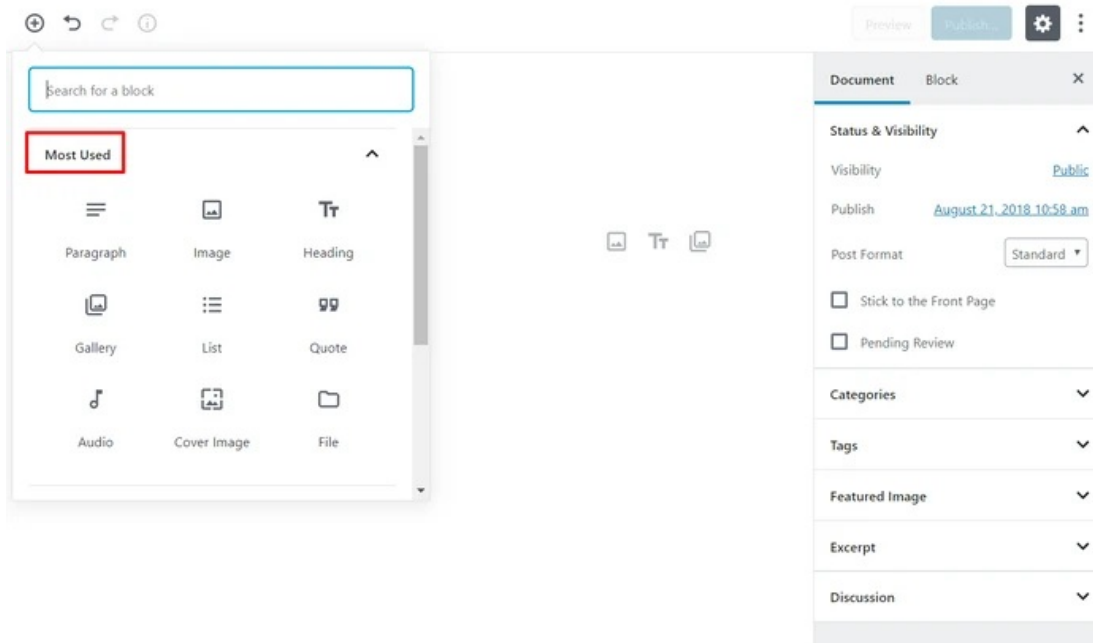 Preview
Publish...
Search for a block
Most Used
Paragraph
Image
Heading
Gallery
List
Quote
Audio
Cover Image
File
Document
Block
Status & Visibility
Visibility
Public
Publish
August 21, 2018 10:58 am
Post Format
Standard
Stick to the Front Page
Pending Review
Categories
Tags
Featured Image
Excerpt
Discussion